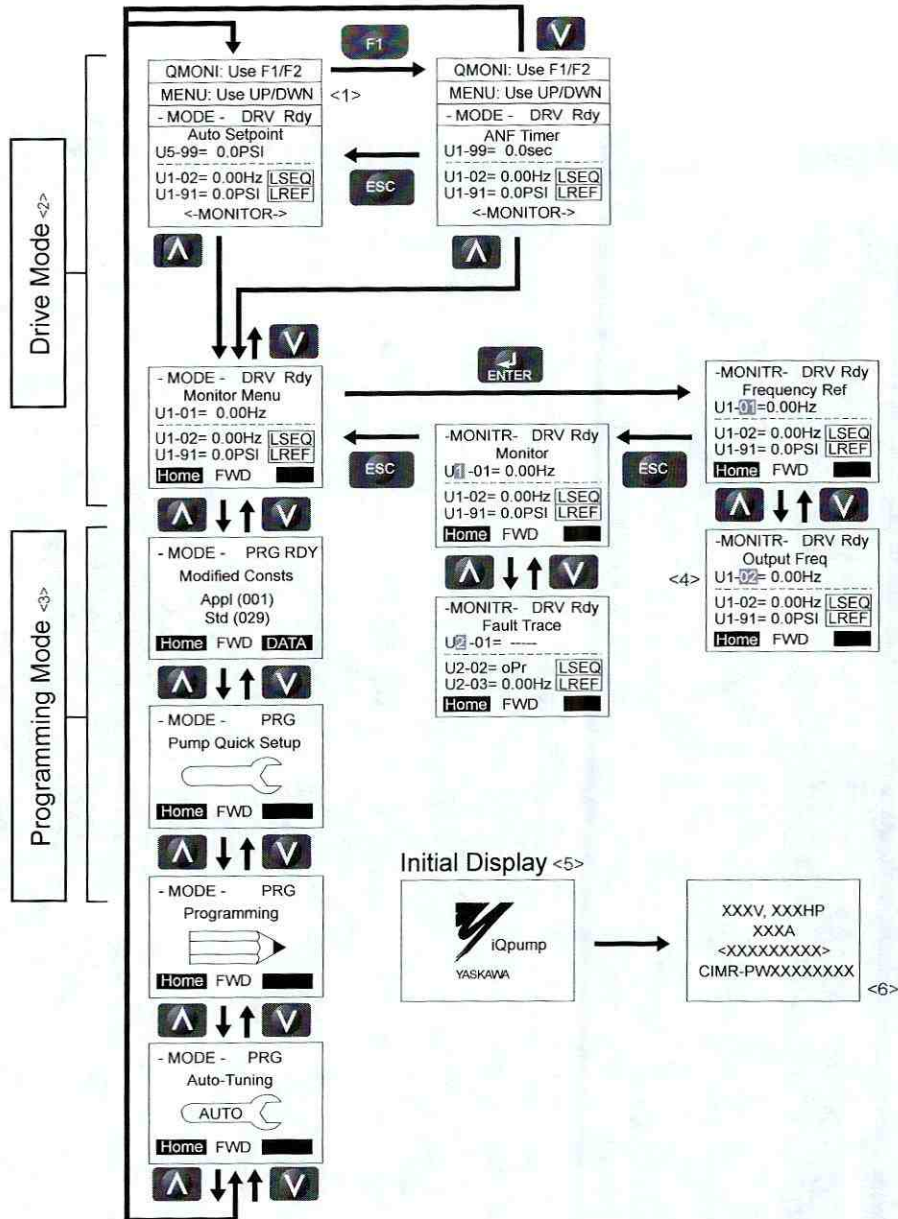 F1
QMONI: Use F1/F2
MENU: Use UP/DWN
- MODE - DRV Rdy
Auto Setpoint
U5-99= 0.0PSI
U1-02= 0.00Hz LSEQ
U1-91= 0.0PSI LREF
<-MONITOR->
<1>
ESC
QMONI: Use F1/F2
MENU: Use UP/DWN
- MODE - DRV Rdy
ANF Timer
U1-99= 0.0sec
U1-02= 0.00Hz LSEQ
U1-91= 0.0PSI LREF
<-MONITOR->
Drive Mode <2>
- MODE - DRV Rdy
Monitor Menu
U1-01= 0.00Hz
U1-02= 0.00Hz LSEQ
U1-91= 0.0PSI LREF
Home FWD
ENTER
ESC
-MONITR- DRV Rdy
Monitor
U1 -01= 0.00Hz
U1-02= 0.00Hz LSEQ
U1-91= 0.0PSI LREF
Home FWD
ESC
-MONITR- DRV Rdy
Frequency Ref
U1-01=0.00Hz
U1-02= 0.00Hz LSEQ
U1-91= 0.0PSI LREF
Home FWD
Programming Mode <3>
- MODE - PRG RDY
Modified Consts
Appl (001)
Std (029)
Home FWD DATA
-MONITR- DRV Rdy
Fault Trace
U2 -01= -----
U2-02= oPr LSEQ
U2-03= 0.00Hz LREF
Home FWD
<4>
-MONITR- DRV Rdy
Output Freq
U1-02= 0.00Hz
U1-02= 0.00Hz LSEQ
U1-91= 0.0PSI LREF
Home FWD
- MODE - PRG
Pump Quick Setup
Home FWD
- MODE - PRG
Programming
Home FWD
- MODE - PRG
Auto-Tuning
AUTO
Home FWD
Initial Display <5>
iQpump
YASKAWA
XXXV, XXXHP
XXXA
<XXXXXXXXX>
CIMR-PWXXXXXXXX
<6>